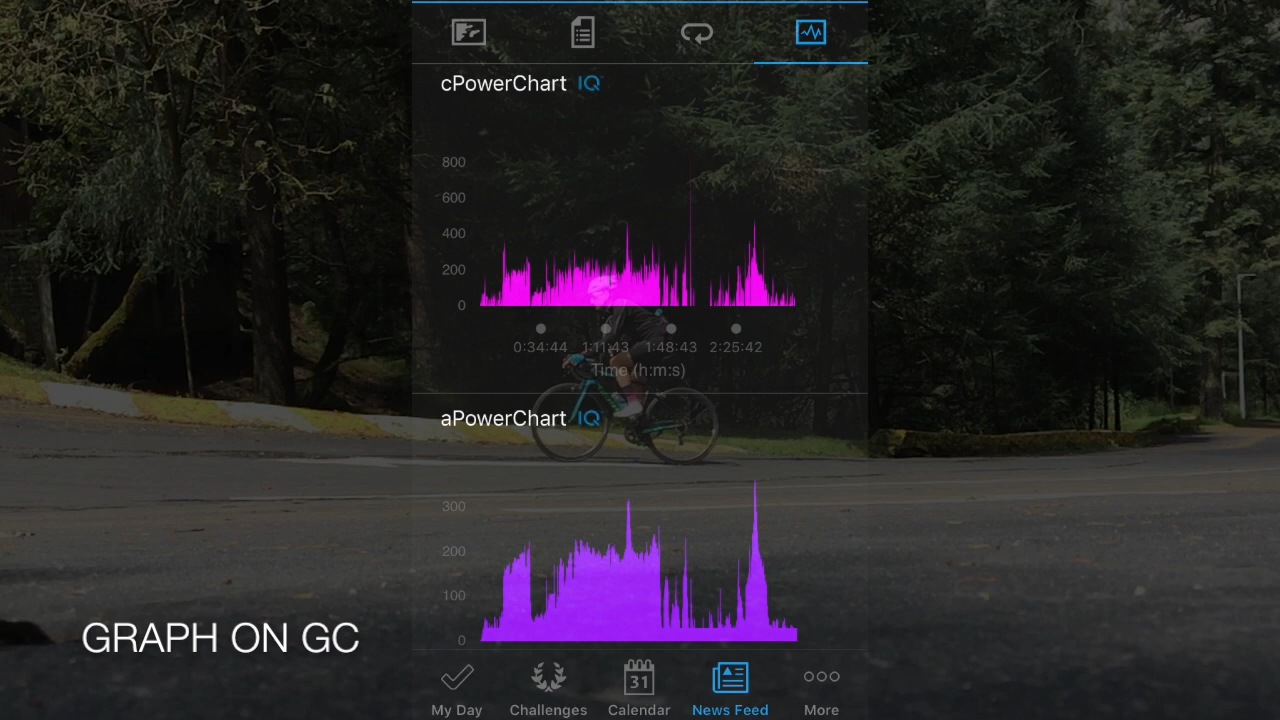 cPowerChart IQ
800
600
400
200
0
0:34:44 1:11:43 1:48:43 2:25:42
Time (h:m:s)
aPowerChart IQ
300
200
100
0
GRAPH ON GC
31
My Day Challenges Calendar News Feed More